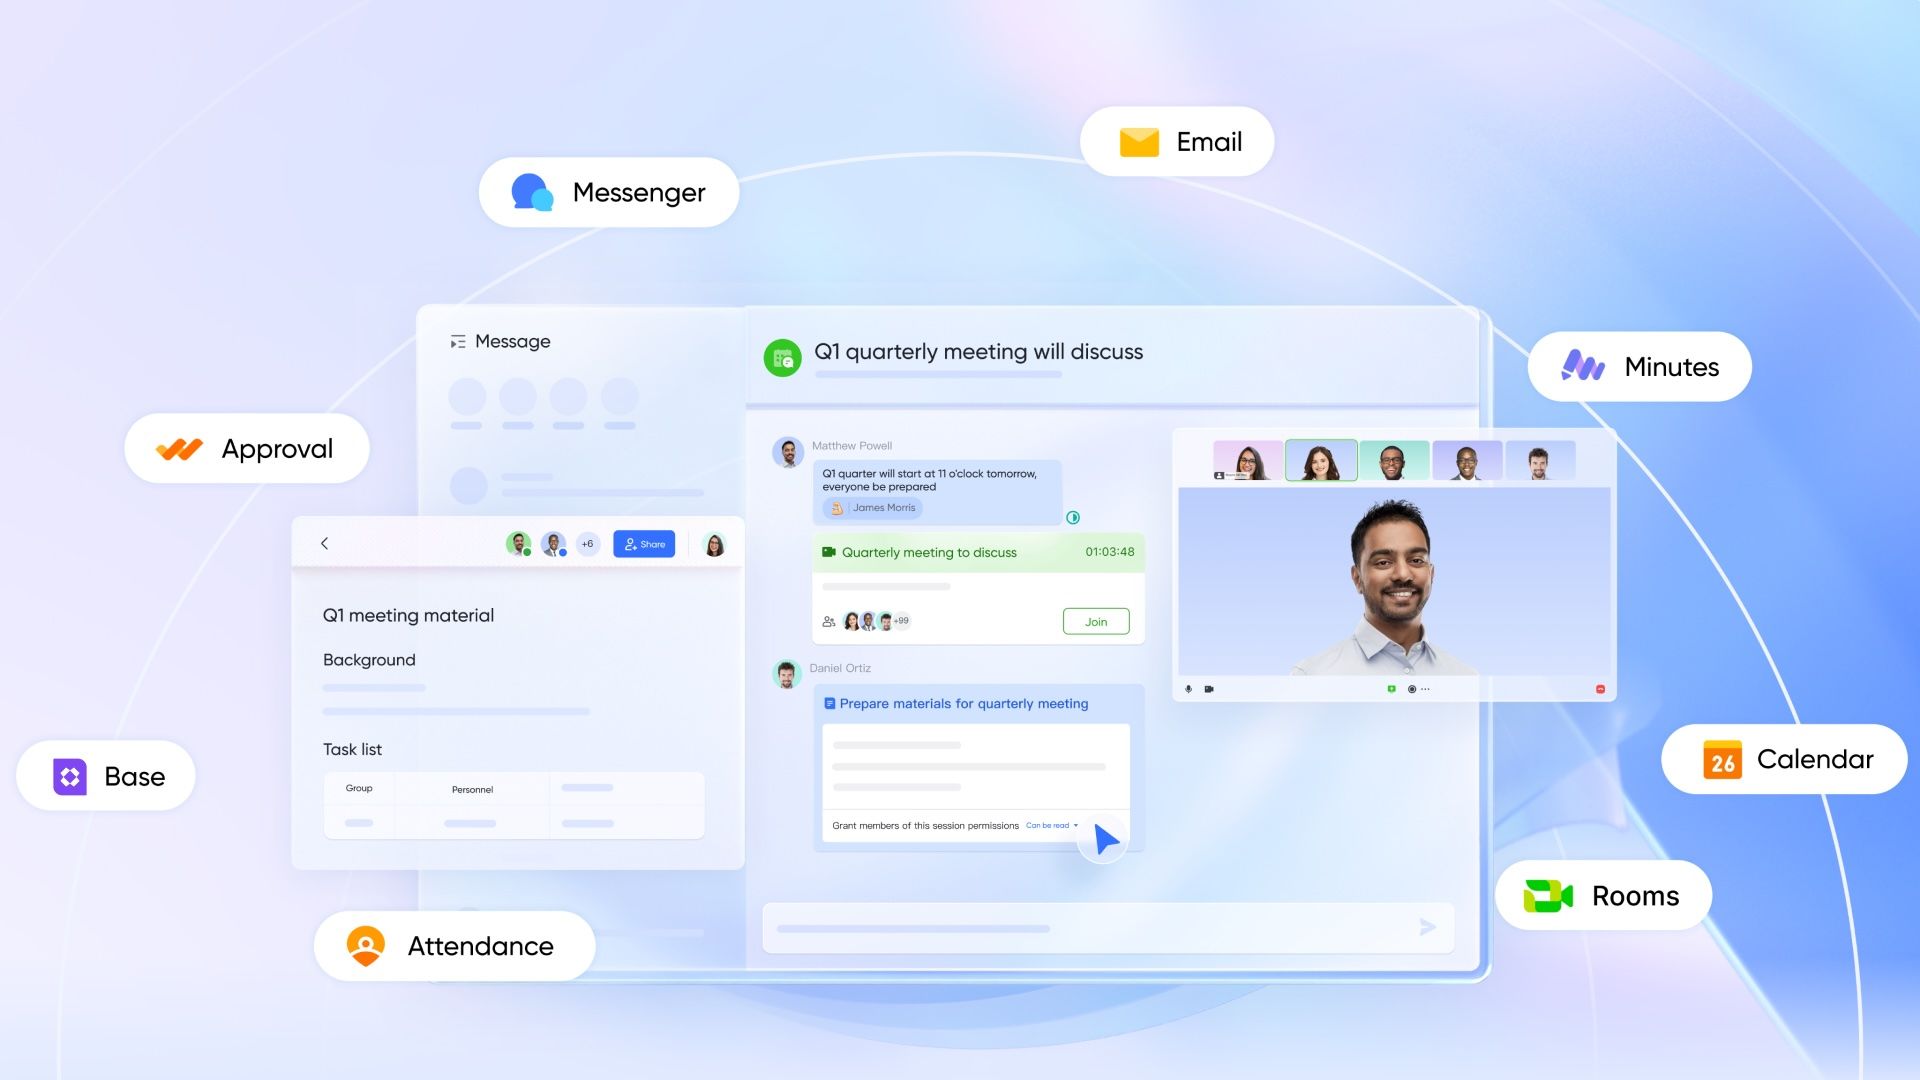 Email
Messenger
Message
Q1 quarterly meeting will discuss
Minutes
Approval
Matthew Powell
Q1 quarter will start at 11 o'clock tomorrow,
everyone be prepared
James Morris
+6
Share
Quarterly meeting to discuss
01:03:48
Q1 meeting material
+99
Join
Background
Daniel Ortiz
Prepare materials for quarterly meeting
Task list
Base
26
Calendar
Group
Personnel
Grant members of this session permissions
Can be read
Rooms
Attendance